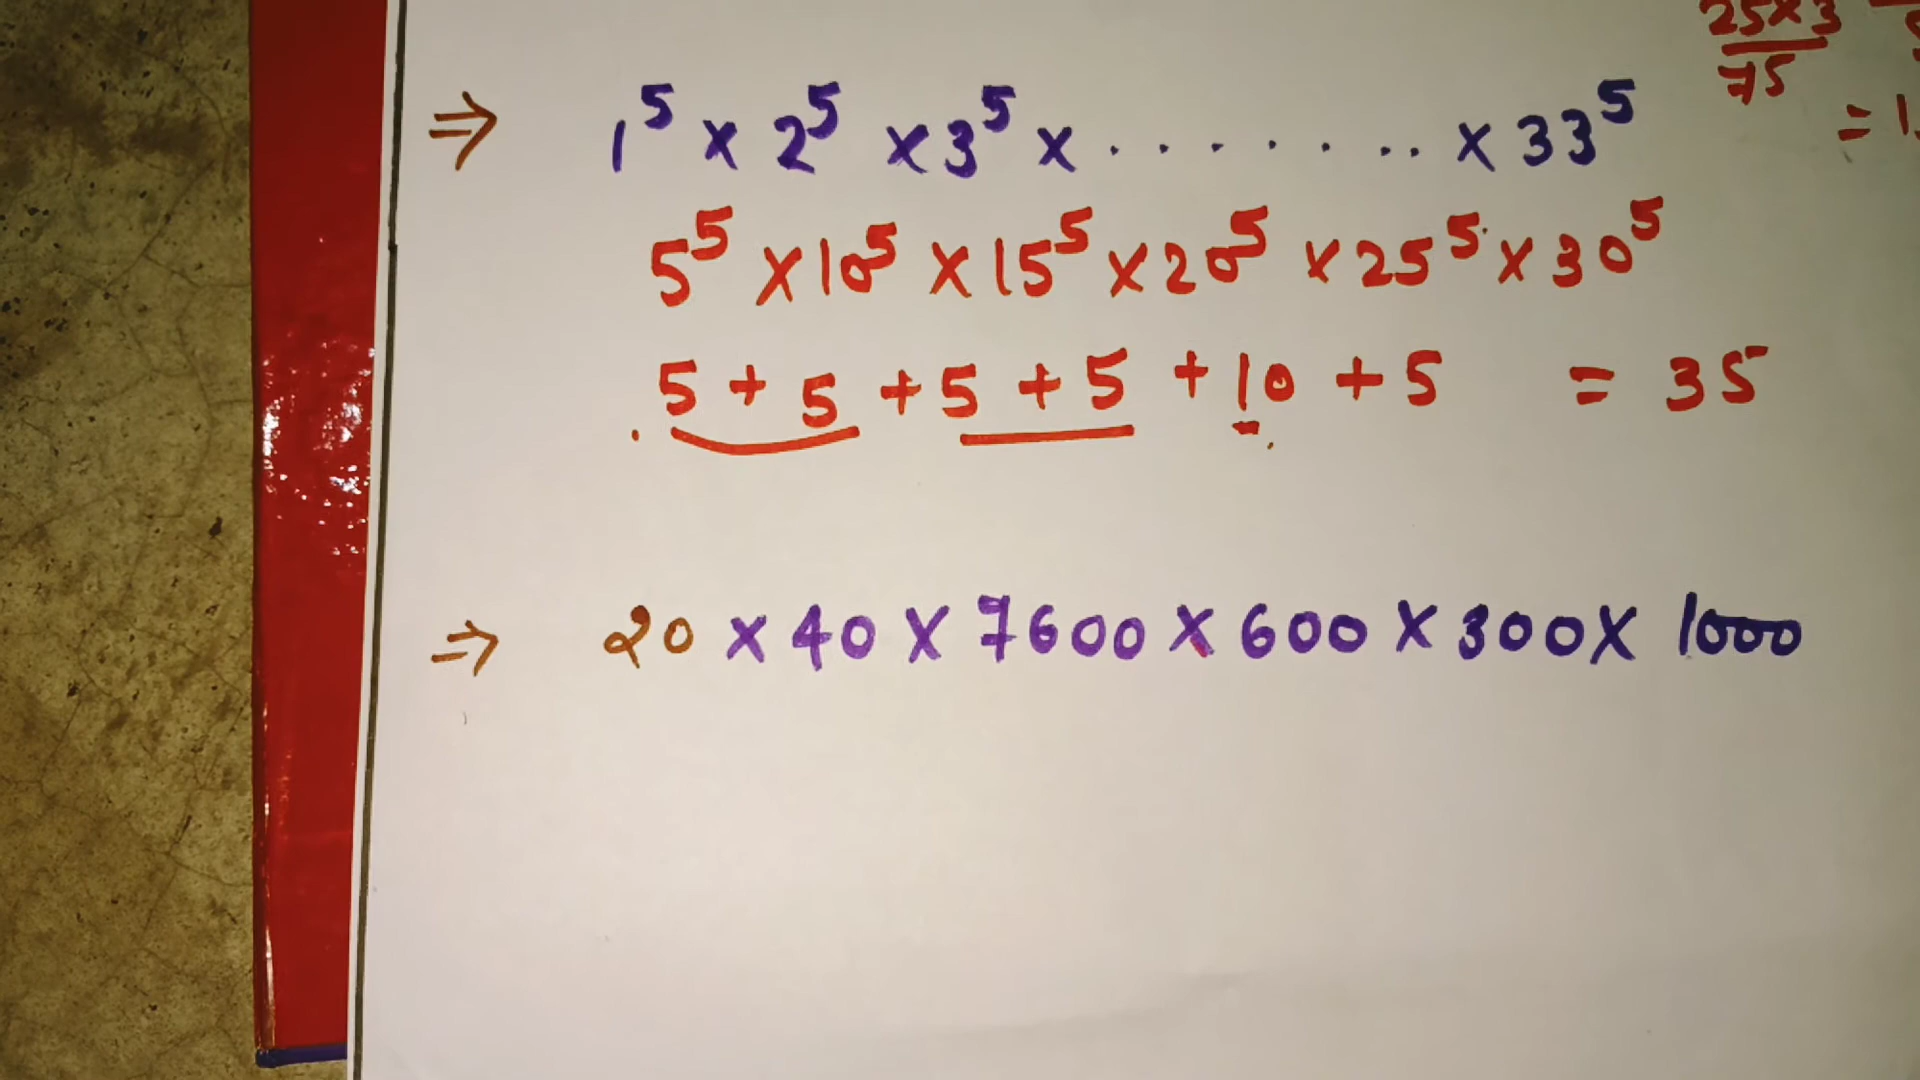 25×3
75
= 1
⇒ 1⁵ × 2⁵ × 3⁵ × ........ × 33⁵
5⁵ × 10⁵ × 15⁵ × 20⁵ × 25⁵ × 30⁵
5 + 5 + 5 + 5 + 10 + 5 = 35
⇒ 20 × 40 × 7600 × 600 × 300 × 1000